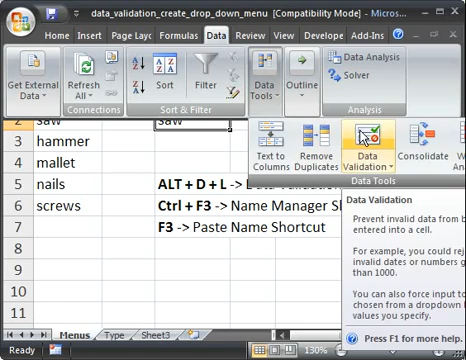 data_validation_create_drop_down_menu [Compatibility Mode] - Micros...
Home Insert Page Layc Formulas Data Review View Develope Add-Ins
Get External Data
Refresh All
Connections
Sort
Filter
Sort & Filter
Data Tools
Outline
Data Analysis
Solver
Analysis
Text to Columns
Remove Duplicates
Data Validation
Consolidate
Data Tools
Data Validation
Prevent invalid data from b
entered into a cell.
For example, you could rej
invalid dates or numbers g
than 1000.
You can also force input to
chosen from a dropdown l
values you specify.
Press F1 for more help.
2 saw saw
3 hammer
4 mallet
5 nails ALT + D + L ->
6 screws Ctrl + F3 -> Name Manager S
7 F3 -> Paste Name Shortcut
8
9
10
11
Menus Type Sheet3
Ready 130%